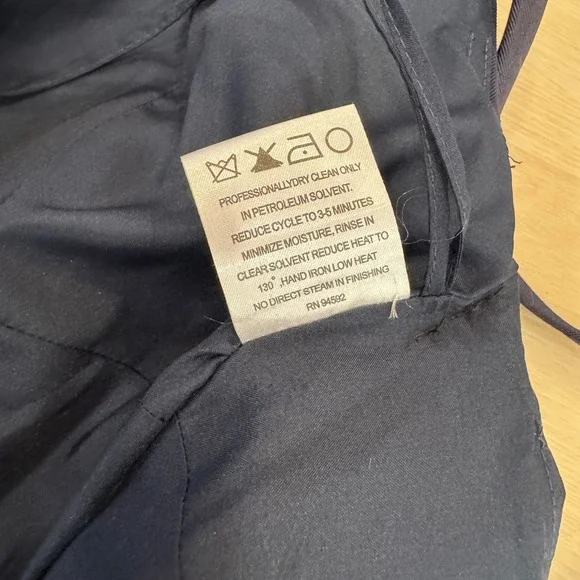 PROFESSIONALLYDRY CLEAN ONLY
IN PETROLEUM SOLVENT.
REDUCE CYCLE TO 3-5 MINUTES
MINIMIZE MOISTURE, RINSE IN
CLEAR SOLVENT REDUCE HEAT TO
130°,HAND IRON LOW HEAT
NO DIRECT STEAM IN FINISHING
RN 94592